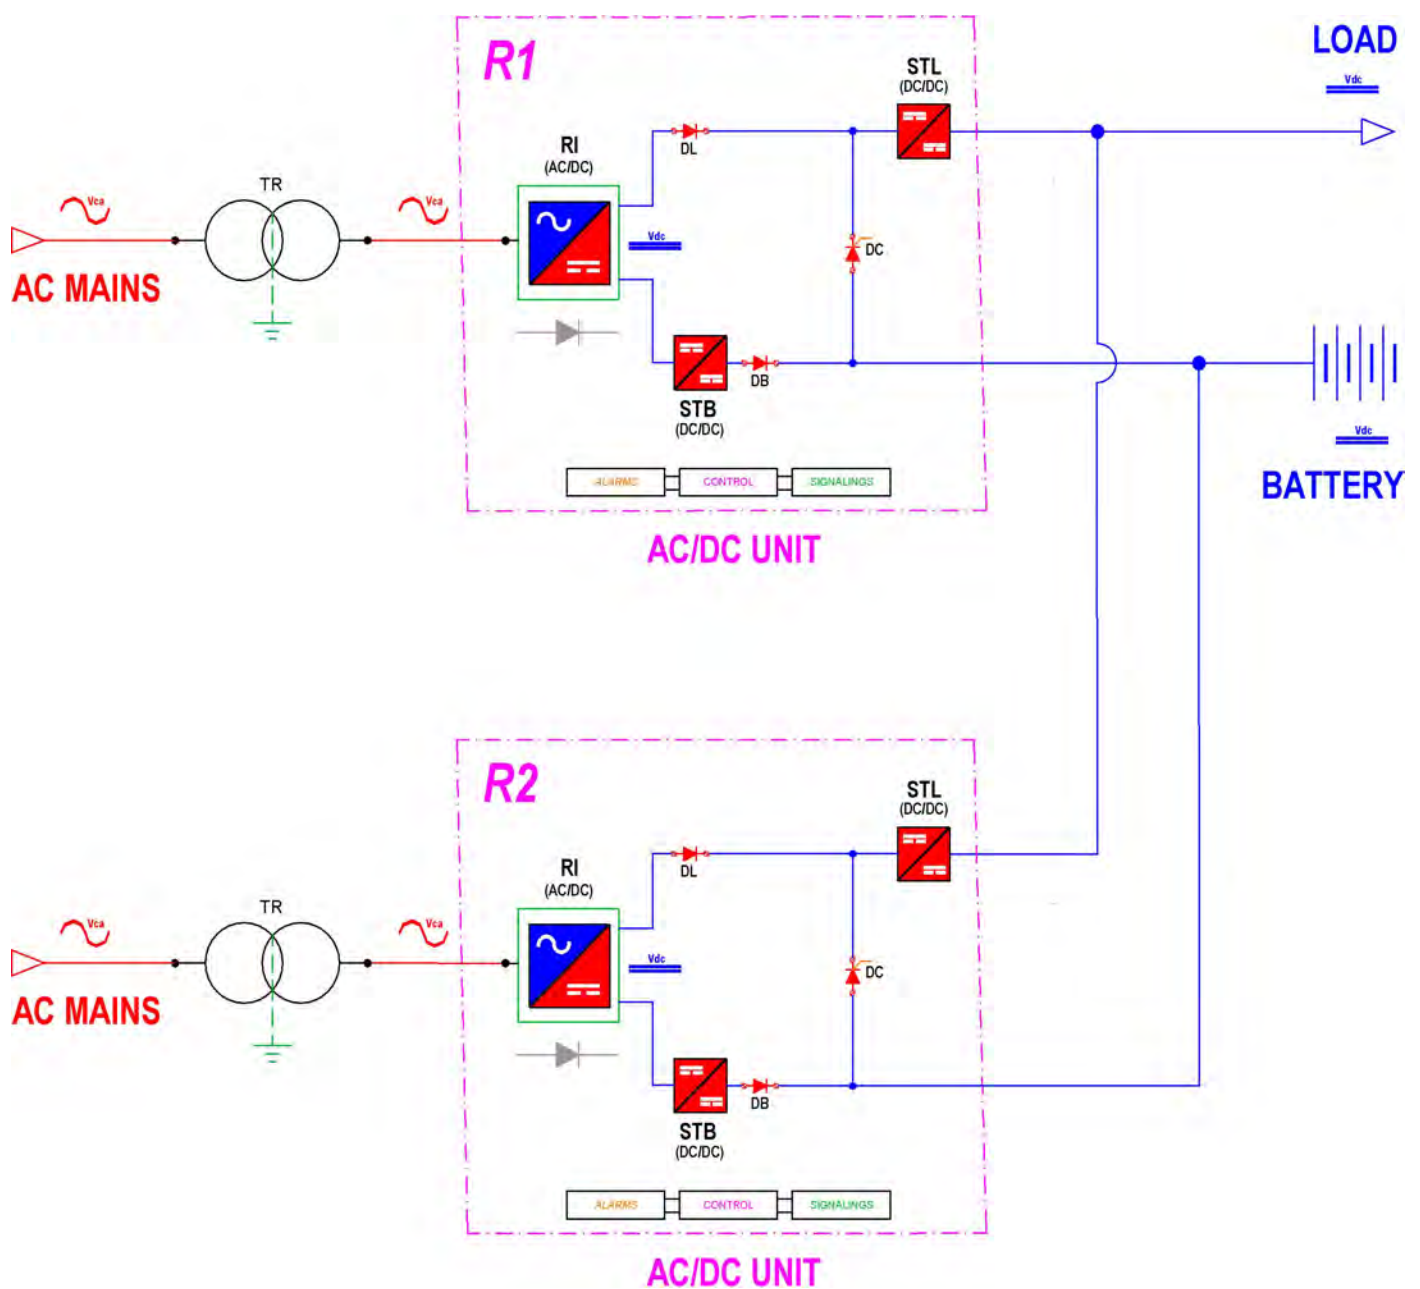 R1
LOAD
Vdc
STL
(DC/DC)
DL
RI
(AC/DC)
TR
Vca
Vca
Vdc
DC
AC MAINS
DB
STB
(DC/DC)
Vdc
BATTERY
ALARMS
CONTROL
SIGNALINGS
AC/DC UNIT
R2
STL
(DC/DC)
DL
RI
(AC/DC)
TR
Vca
Vca
Vdc
DC
AC MAINS
DB
STB
(DC/DC)
ALARMS
CONTROL
SIGNALINGS
AC/DC UNIT